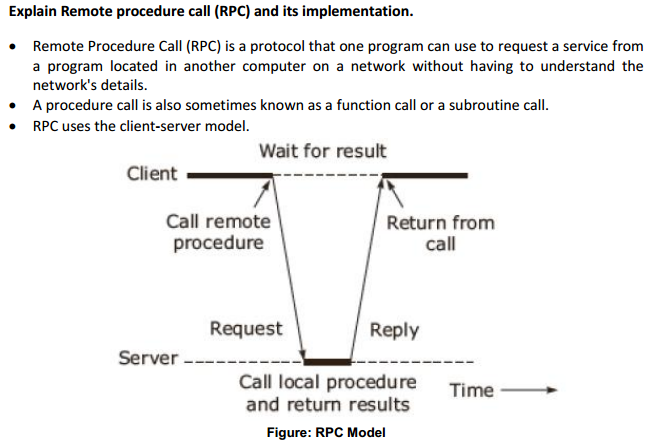 Explain Remote procedure call (RPC) and its implementation.
• Remote Procedure Call (RPC) is a protocol that one program can use to request a service from
a program located in another computer on a network without having to understand the
network's details.
• A procedure call is also sometimes known as a function call or a subroutine call.
• RPC uses the client-server model.
Wait for result
Client
Call remote
procedure
Return from
call
Request
Reply
Server
Call local procedure
and return results
Time
Figure: RPC Model